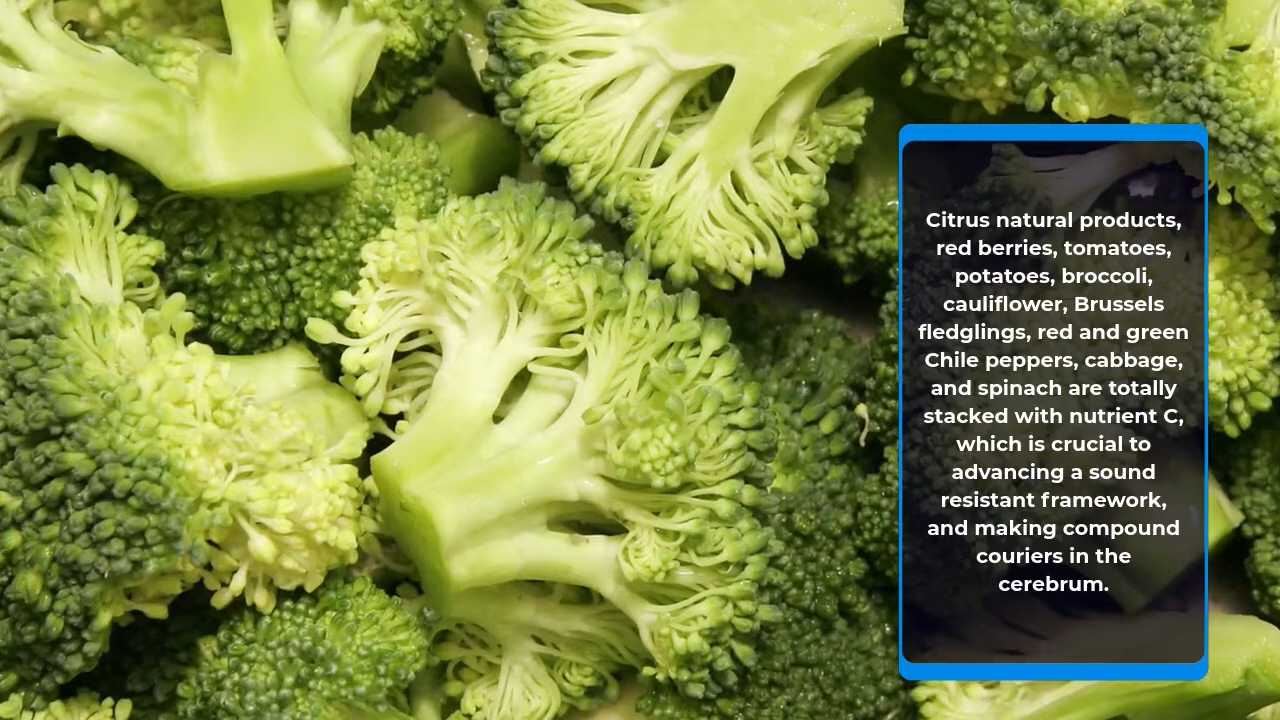 Citrus natural products,
red berries, tomatoes,
potatoes, broccoli,
cauliflower, Brussels
fledglings, red and green
Chile peppers, cabbage,
and spinach are totally
stacked with nutrient C,
which is crucial to
advancing a sound
resistant framework,
and making compound
couriers in the
cerebrum.